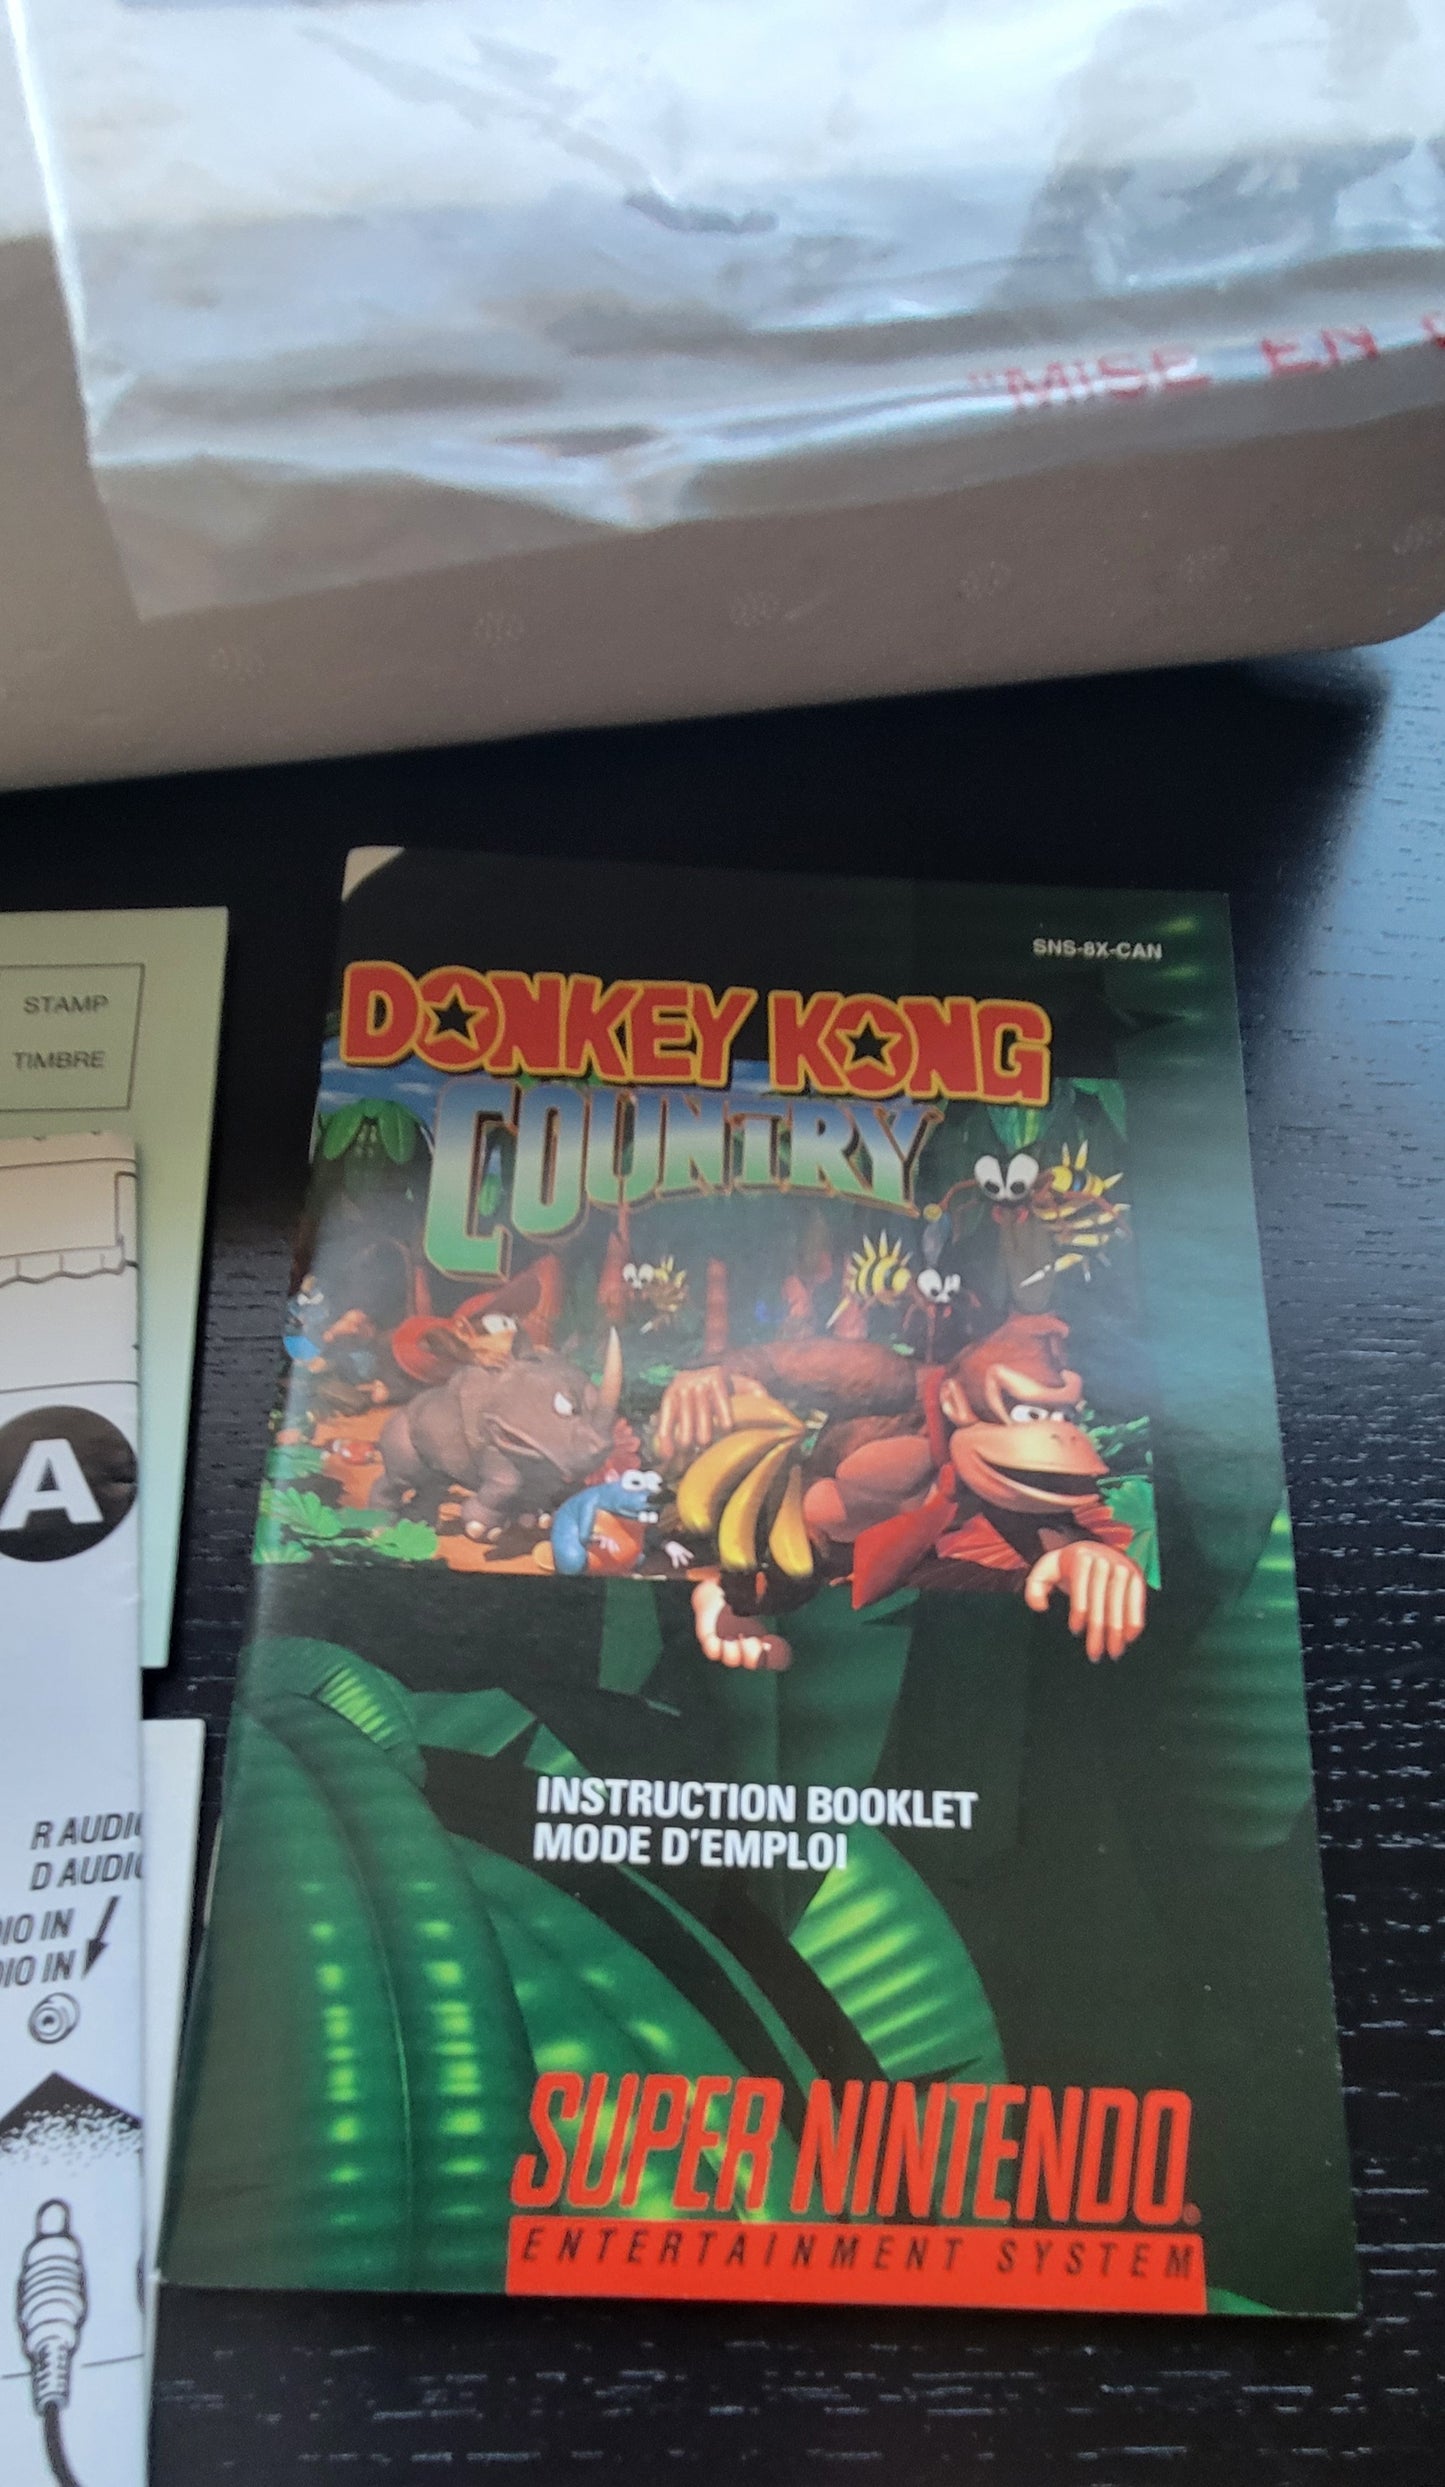 "MISE EN
STAMP
TIMBRE
A
R AUDI
D AUDIO
IO IN
IO IN
SNS-8X-CAN
DONKEY KONG
COUNTRY
INSTRUCTION BOOKLET
MODE D'EMPLOI
SUPER NINTENDO®
ENTERTAINMENT SYSTEM